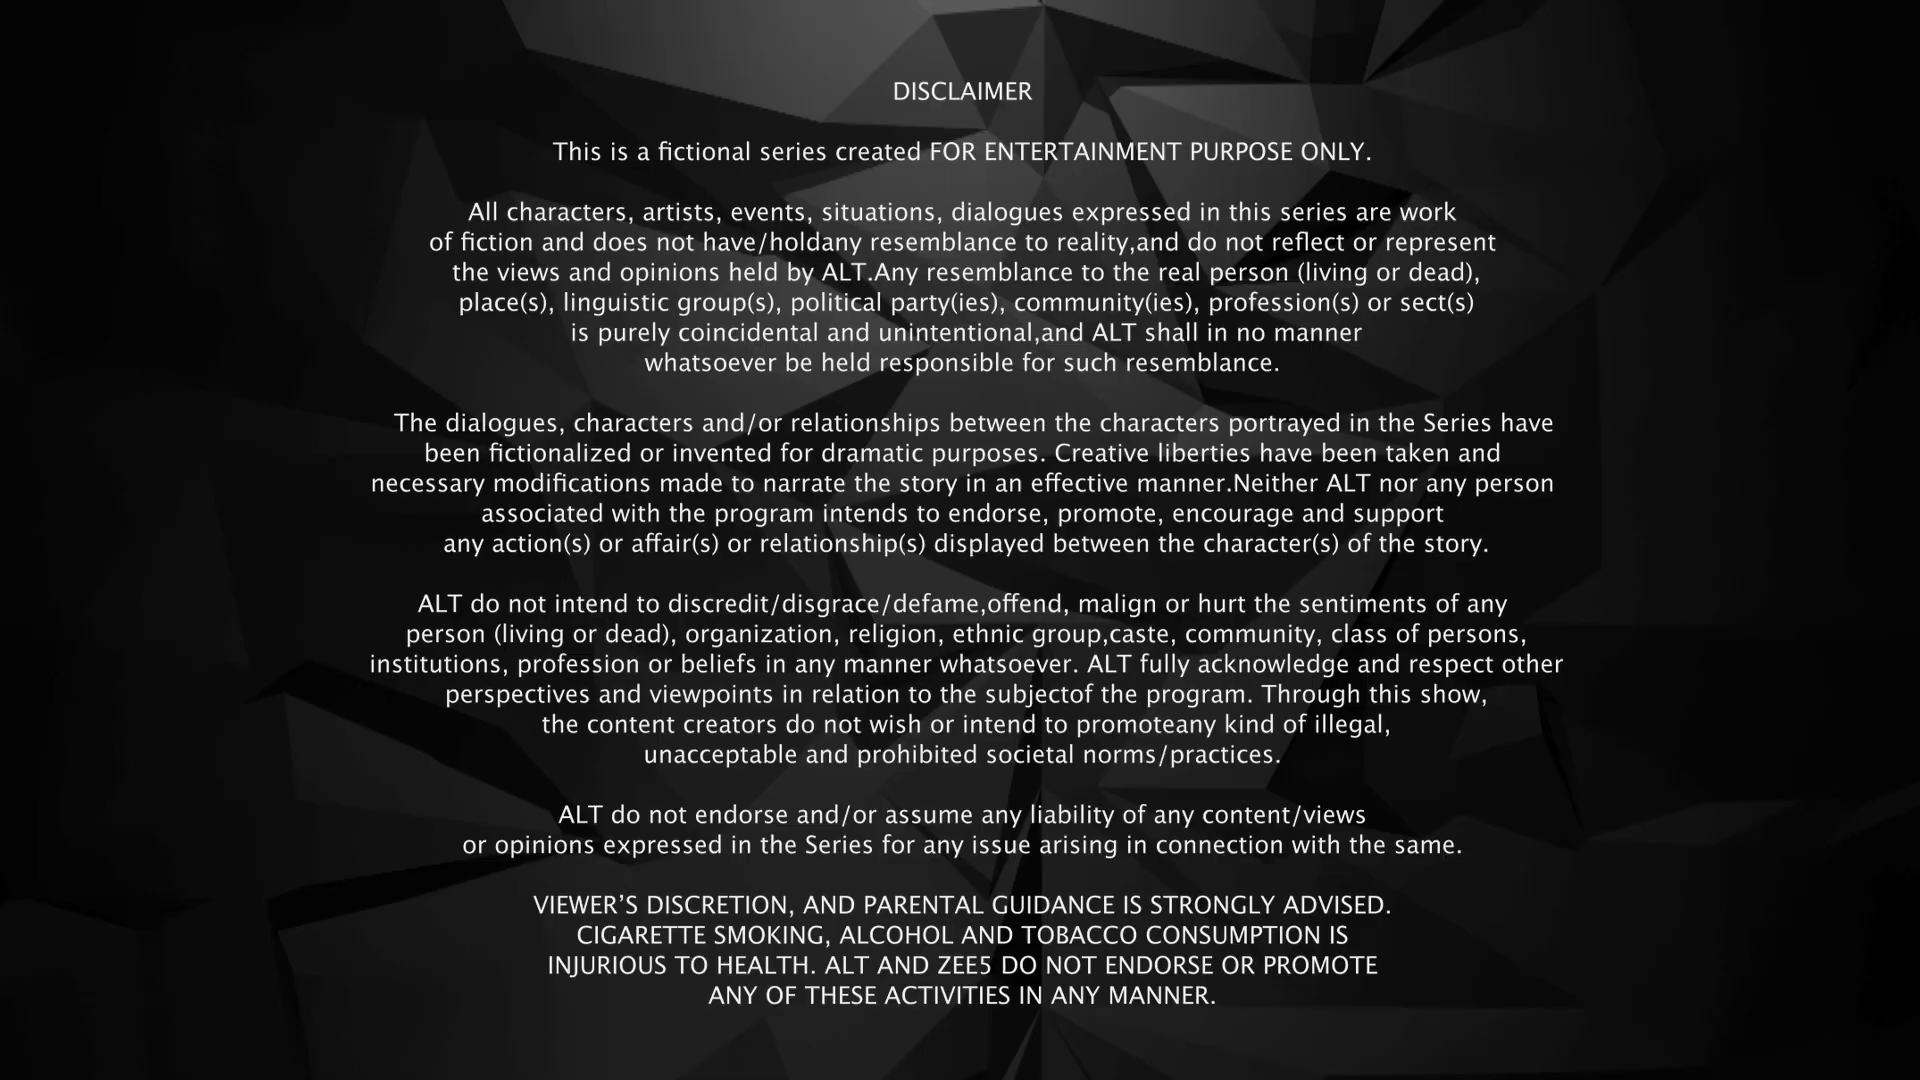 DISCLAIMER
This is a fictional series created FOR ENTERTAINMENT PURPOSE ONLY.
All characters, artists, events, situations, dialogues expressed in this series are work
of fiction and does not have/holdany resemblance to reality,and do not reflect or represent
the views and opinions held by ALT.Any resemblance to the real person (living or dead),
place(s), linguistic group(s), political party(ies), community(ies), profession(s) or sect(s)
is purely coincidental and unintentional,and ALT shall in no manner
whatsoever be held responsible for such resemblance.
The dialogues, characters and/or relationships between the characters portrayed in the Series have
been fictionalized or invented for dramatic purposes. Creative liberties have been taken and
necessary modifications made to narrate the story in an effective manner.Neither ALT nor any person
associated with the program intends to endorse, promote, encourage and support
any action(s) or affair(s) or relationship(s) displayed between the character(s) of the story.
ALT do not intend to discredit/disgrace/defame,offend, malign or hurt the sentiments of any
person (living or dead), organization, religion, ethnic group,caste, community, class of persons,
institutions, profession or beliefs in any manner whatsoever. ALT fully acknowledge and respect other
perspectives and viewpoints in relation to the subjectof the program. Through this show,
the content creators do not wish or intend to promoteany kind of illegal,
unacceptable and prohibited societal norms/practices.
ALT do not endorse and/or assume any liability of any content/views
or opinions expressed in the Series for any issue arising in connection with the same.
VIEWER’S DISCRETION, AND PARENTAL GUIDANCE IS STRONGLY ADVISED.
CIGARETTE SMOKING, ALCOHOL AND TOBACCO CONSUMPTION IS
INJURIOUS TO HEALTH. ALT AND ZEE5 DO NOT ENDORSE OR PROMOTE
ANY OF THESE ACTIVITIES IN ANY MANNER.